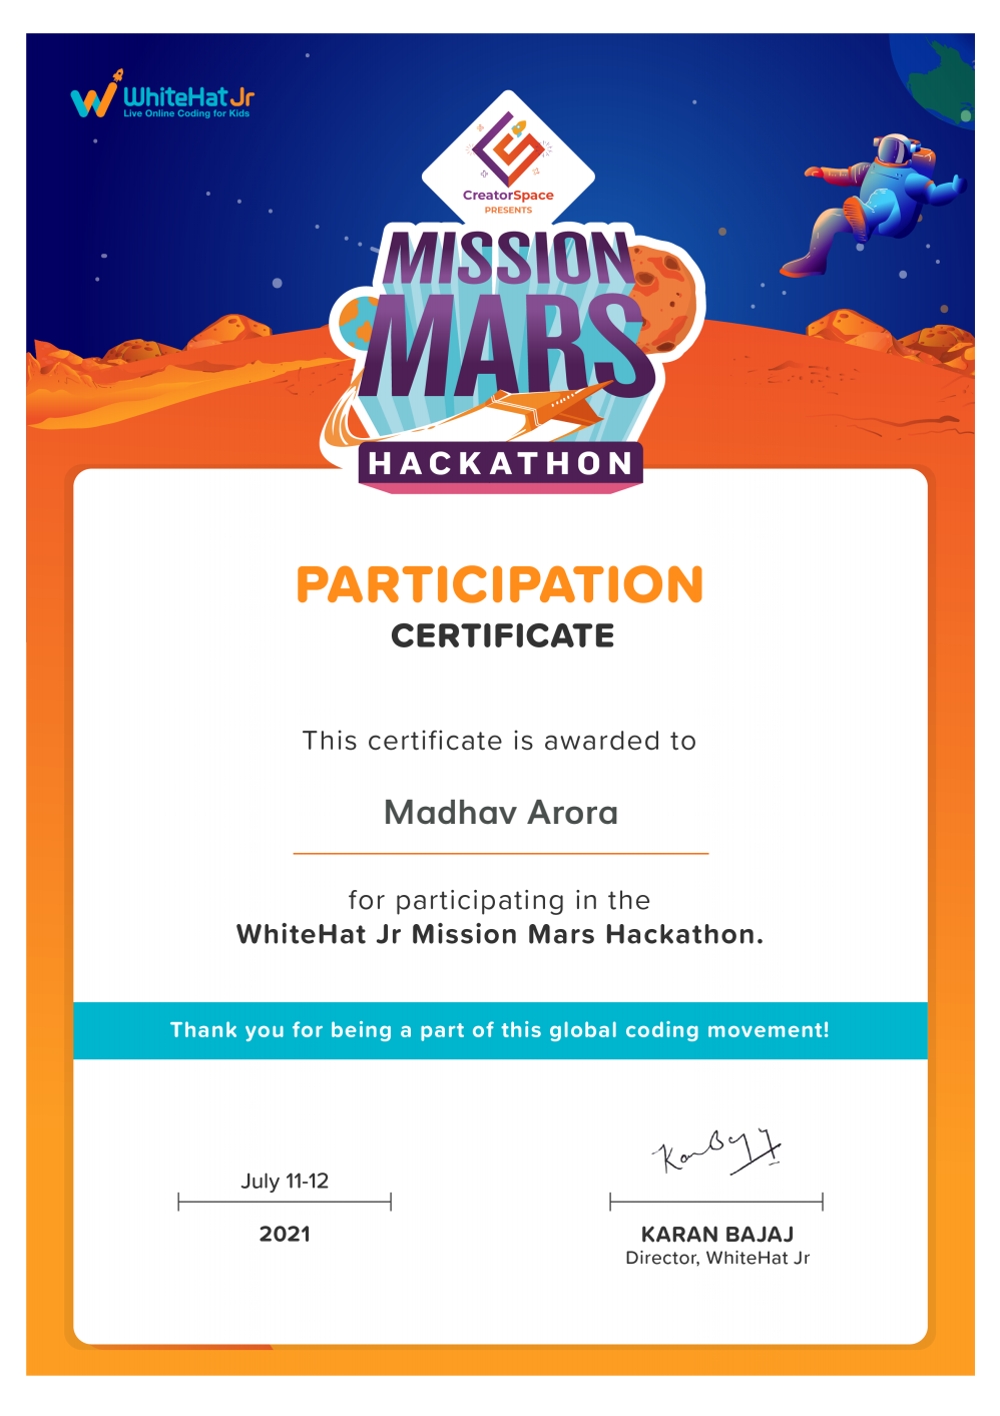 WhiteHat Jr
Live Online Coding for Kids
CreatorSpace
PRESENTS
MISSION
MARS
HACKATHON
PARTICIPATION
CERTIFICATE
This certificate is awarded to
Madhav Arora
for participating in the
WhiteHat Jr Mission Mars Hackathon.
Thank you for being a part of this global coding movement!
July 11-12
2021
KARAN BAJAJ
Director, WhiteHat Jr